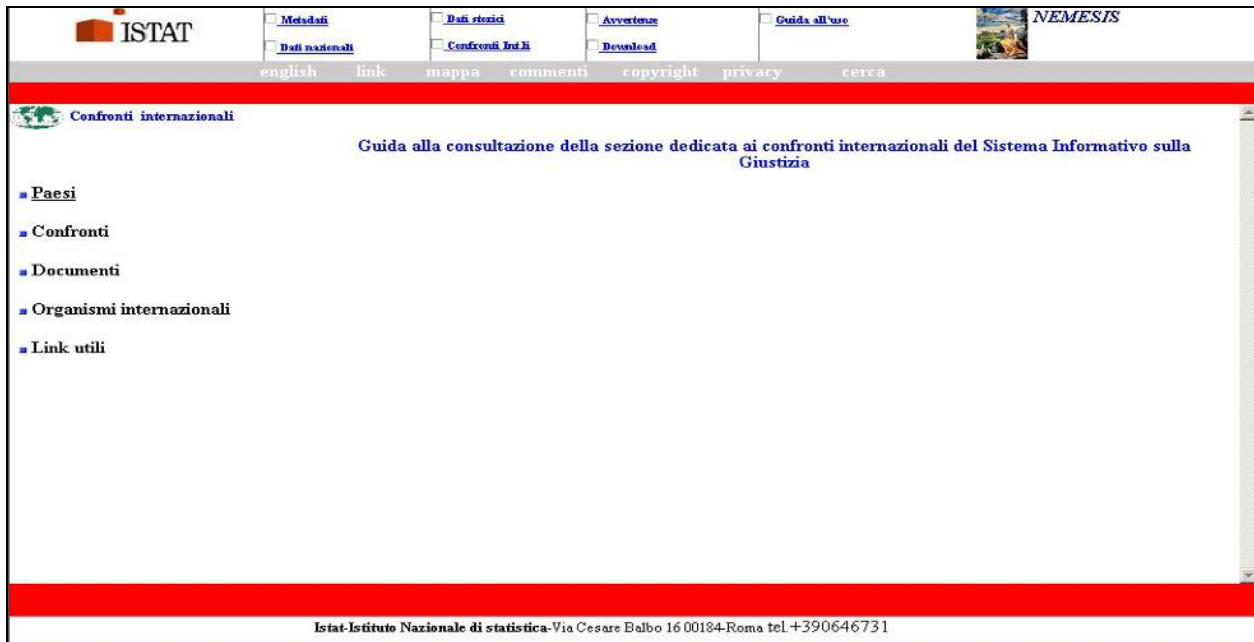 ISTAT
Metadati
Dati storici
Avvertenze
Guida all'uso
NEMESIS
Dati nazionali
Confronti Int.li
Download
english link mappa commenti copyright privacy cerca
Confronti internazionali
Guida alla consultazione della sezione dedicata ai confronti internazionali del Sistema Informativo sulla
Giustizia
Paesi
Confronti
Documenti
Organismi internazionali
Link utili
Istat-Istituto Nazionale di statistica-Via Cesare Balbo 16 00184-Roma tel.+390646731